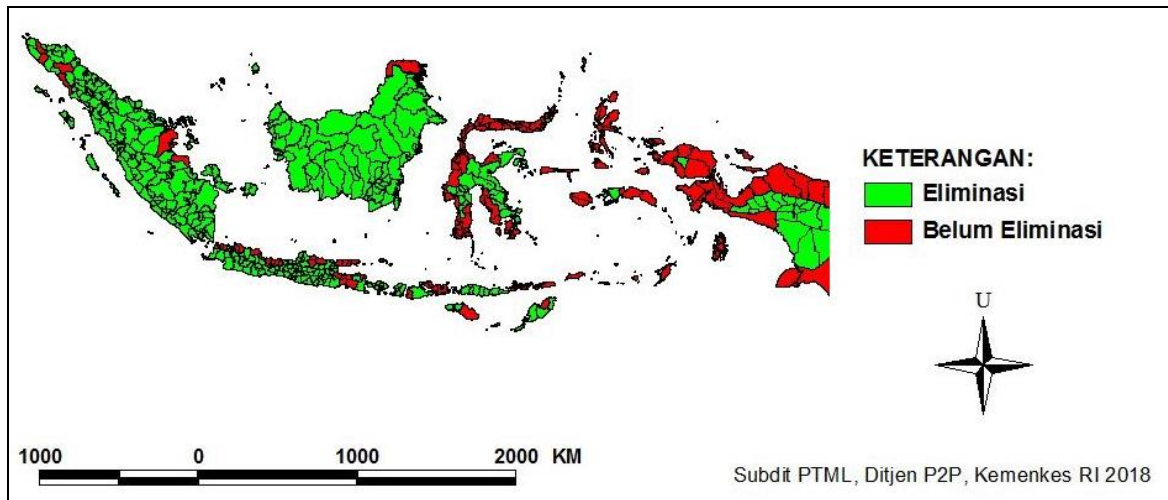 KETERANGAN:
Eliminasi
Belum Eliminasi
U
1000 0 1000 2000 KM
Subdit PTML, Ditjen P2P, Kemenkes RI 2018